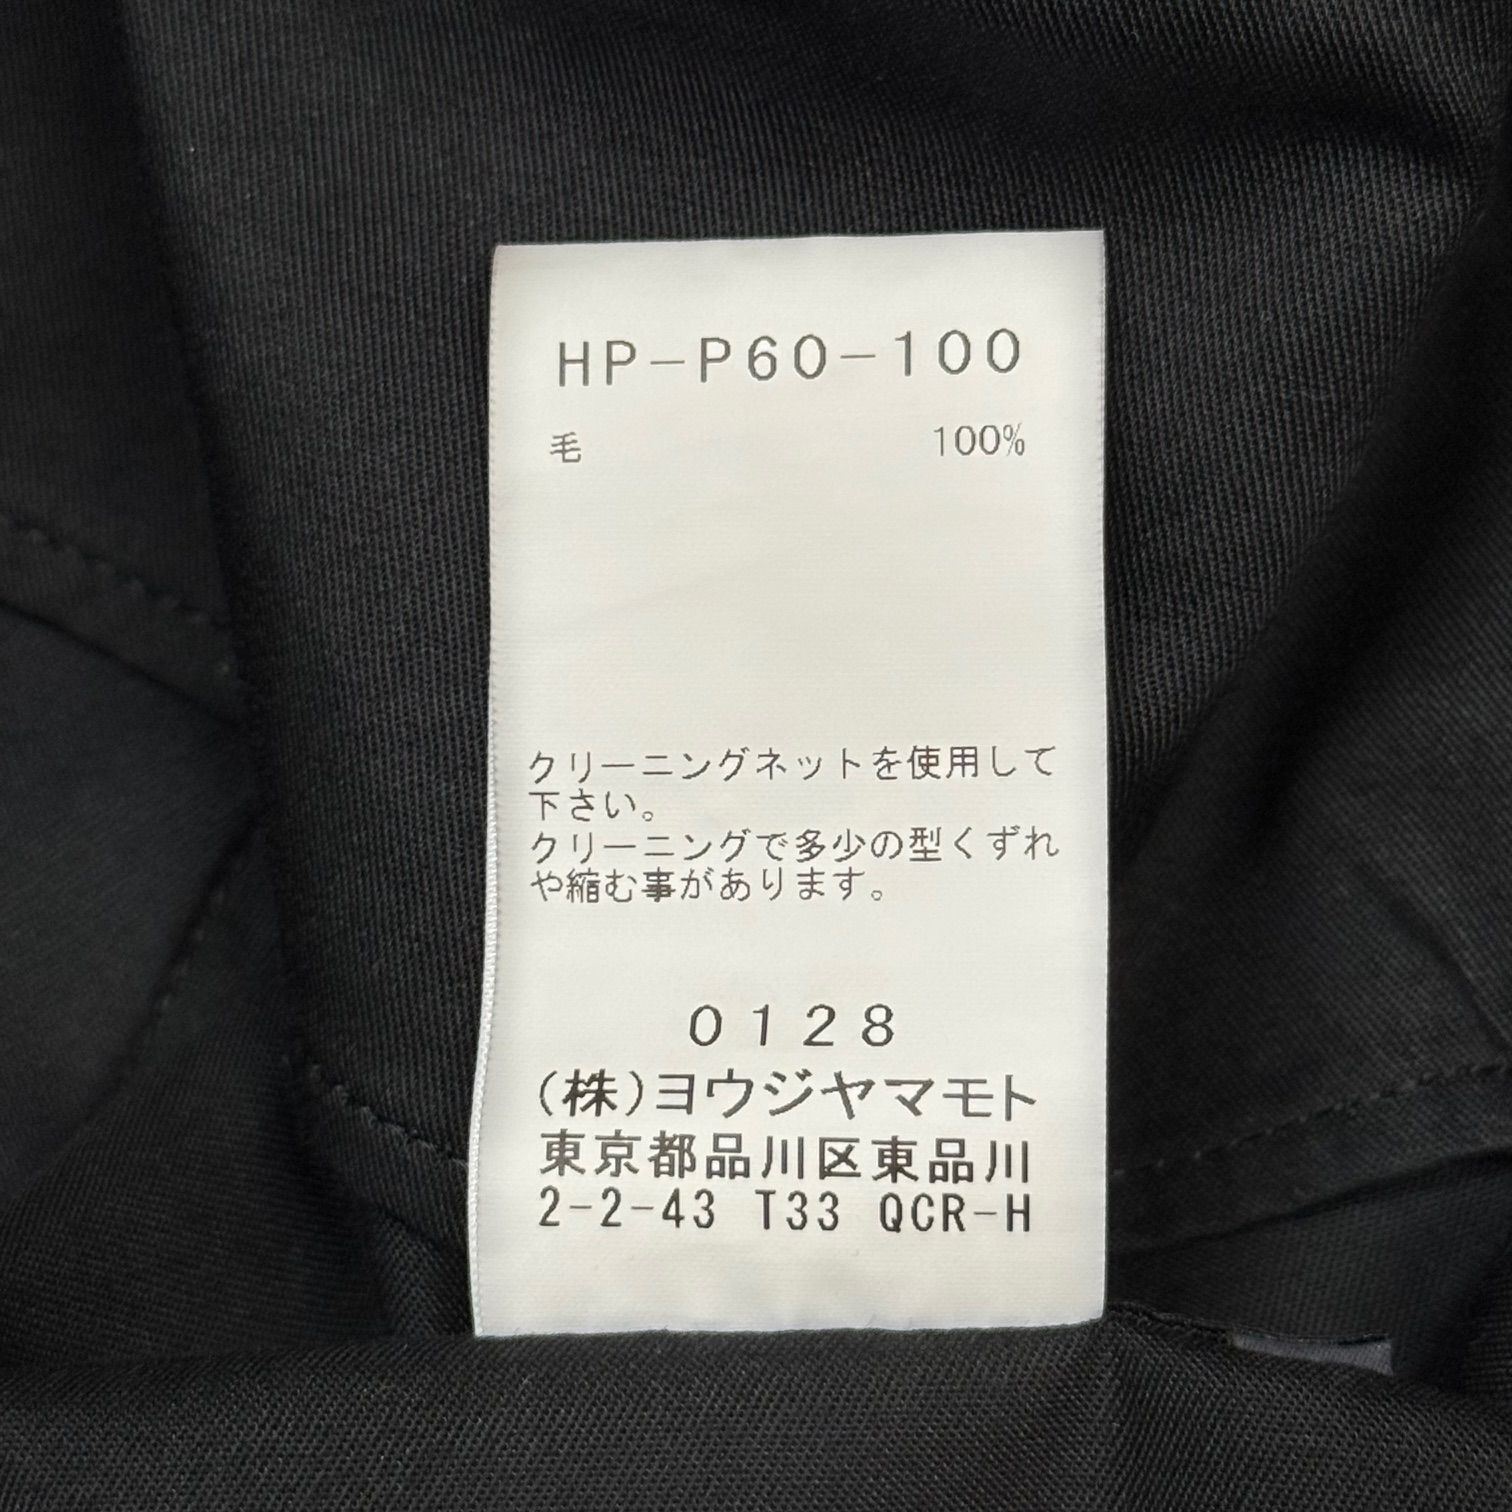 HP-P60-100
毛 100%
クリーニングネットを使用して
下さい。
クリーニングで多少の型くずれ
や縮む事があります。
0128
(株)ヨウジヤマモト
東京都品川区東品川
2-2-43 T33 QCR-H